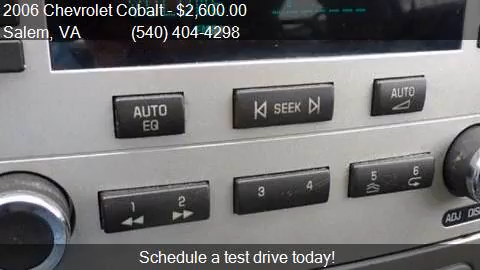 2006 Chevrolet Cobalt - $2,600.00
Salem, VA (540) 404-4298
AUTO EQ
SEEK
AUTO
1 2
3 4
5 6
ADJ
Schedule a test drive today!